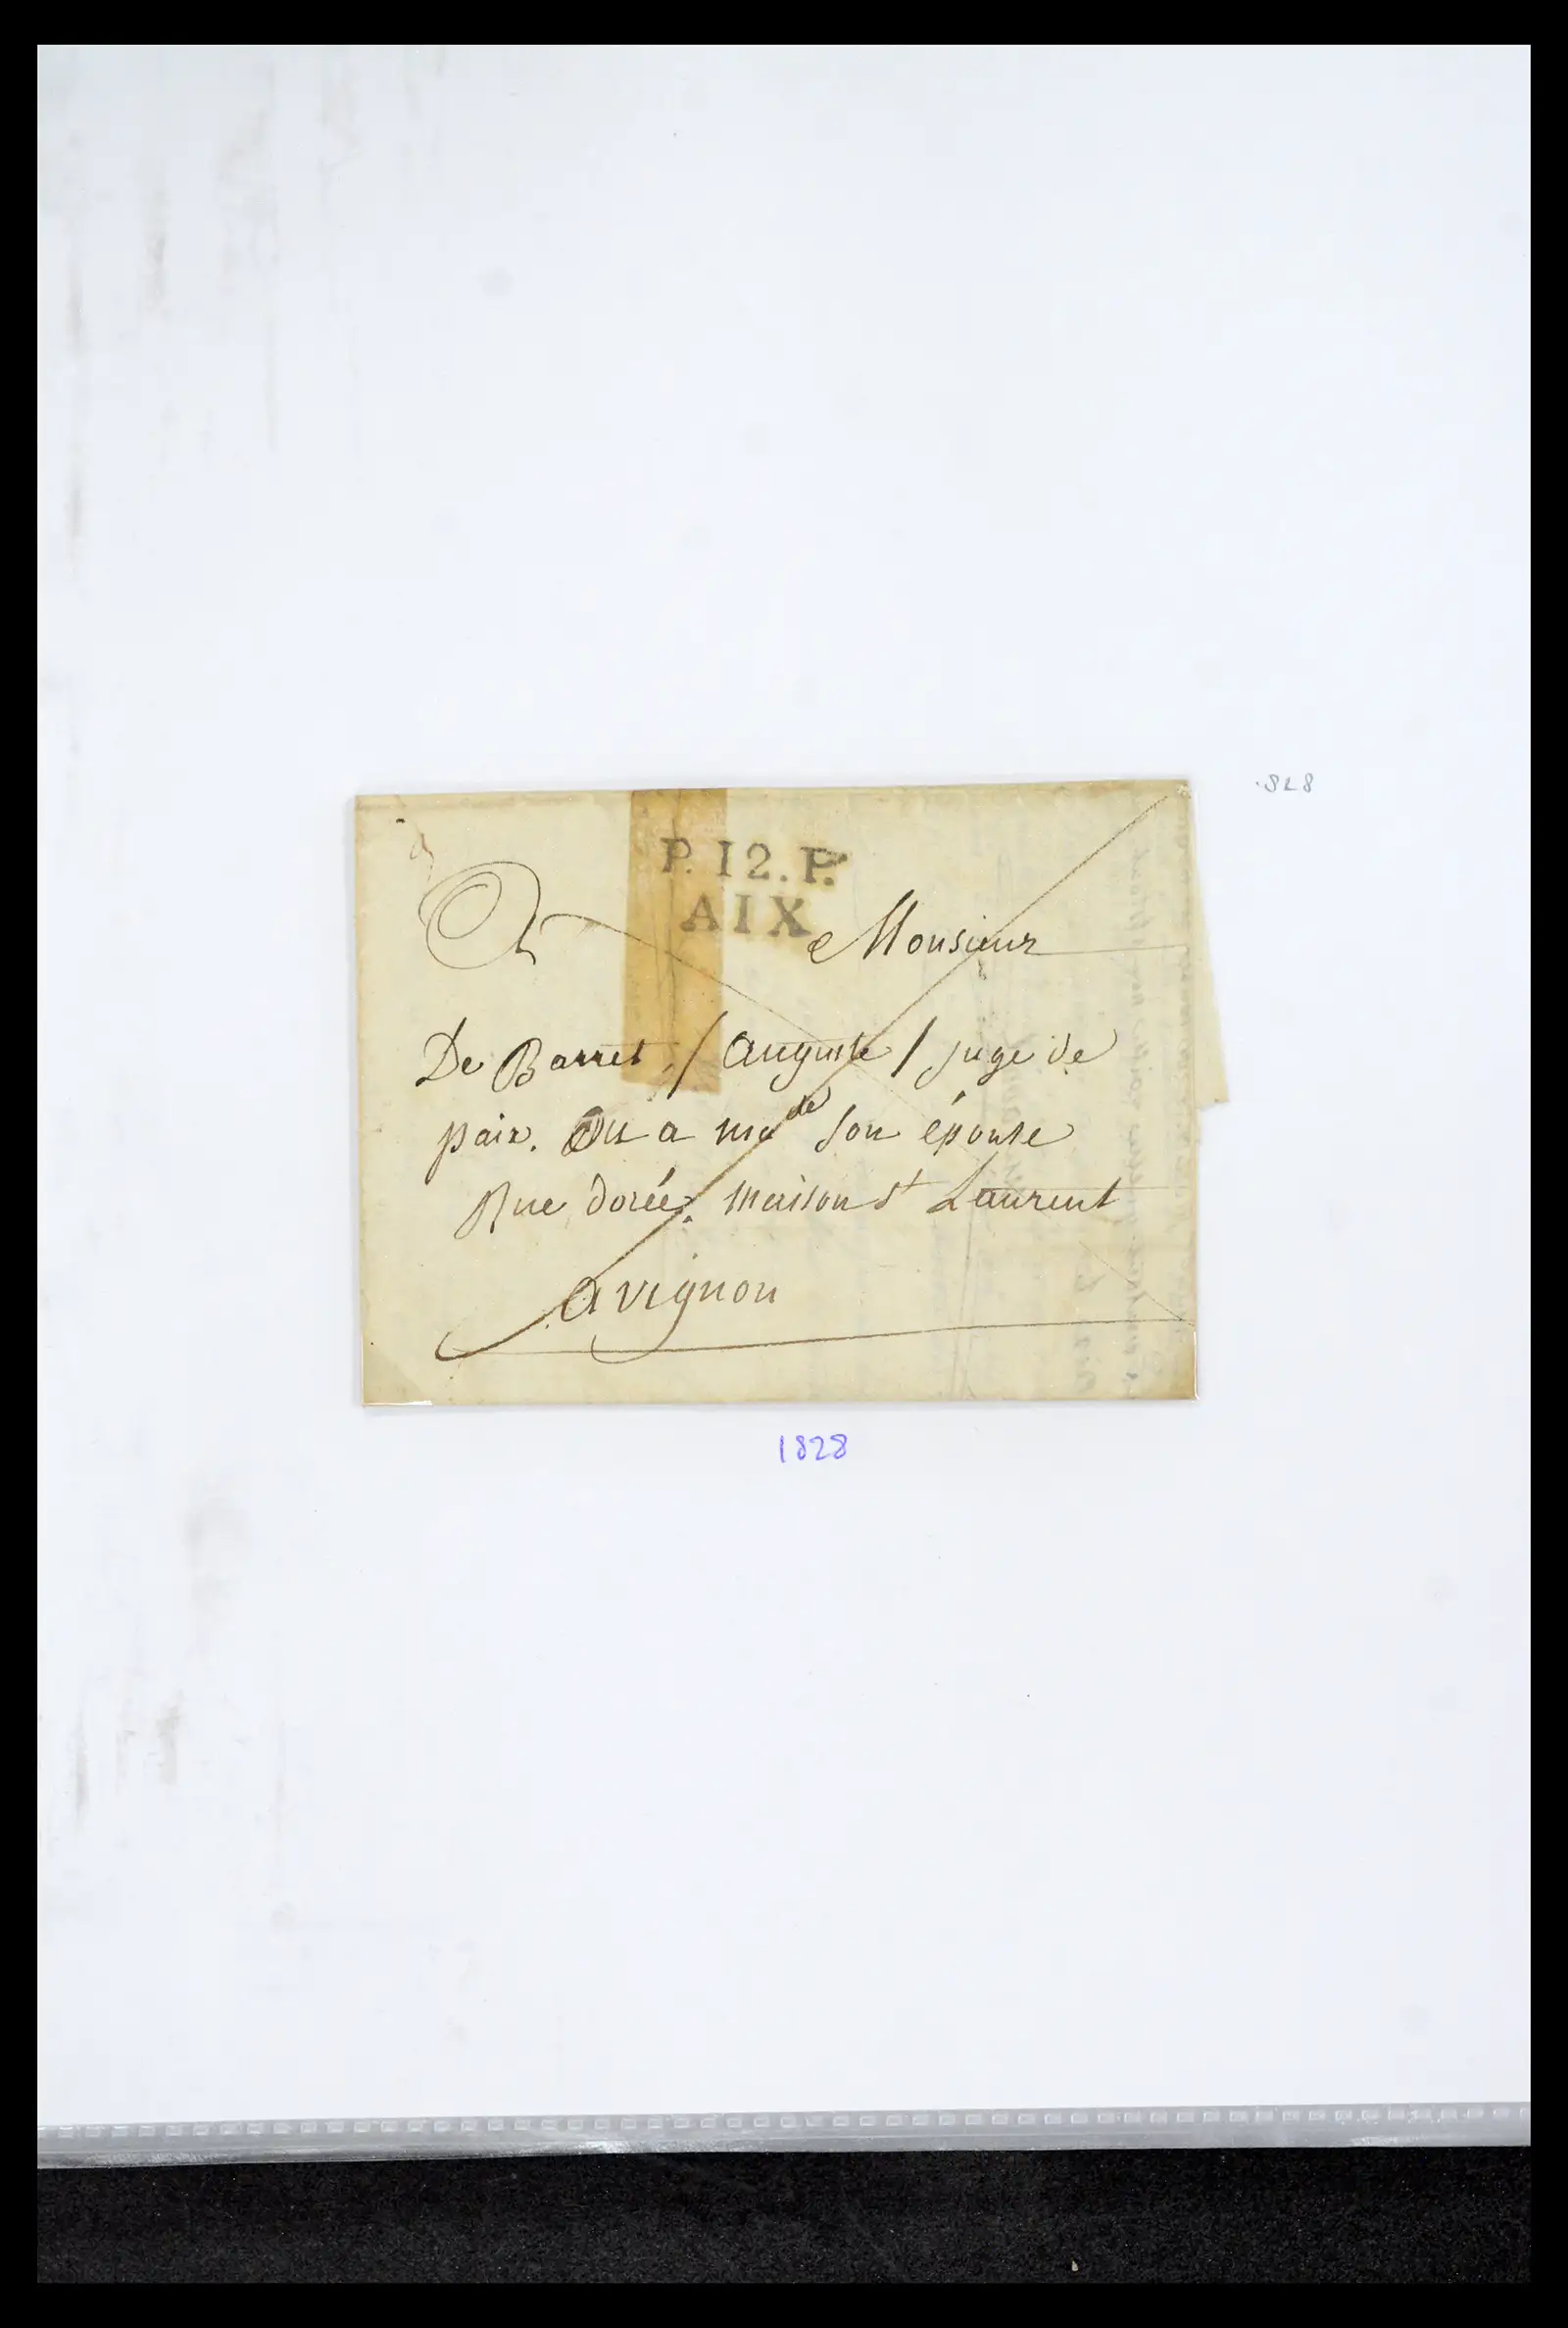 828
P.12.P.
AIX
A Monsieur
De Barret / auguste / juge de
paix. Ou a made son épouse
Rue dorée. maison st Laurent
avignon
1828